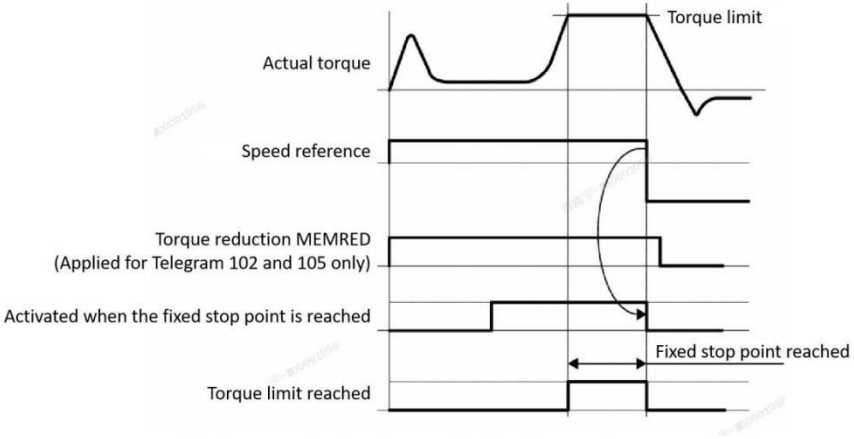 Torque limit
Actual torque
Speed reference
Torque reduction MEMRED
(Applied for Telegram 102 and 105 only)
Activated when the fixed stop point is reached
Fixed stop point reached
Torque limit reached